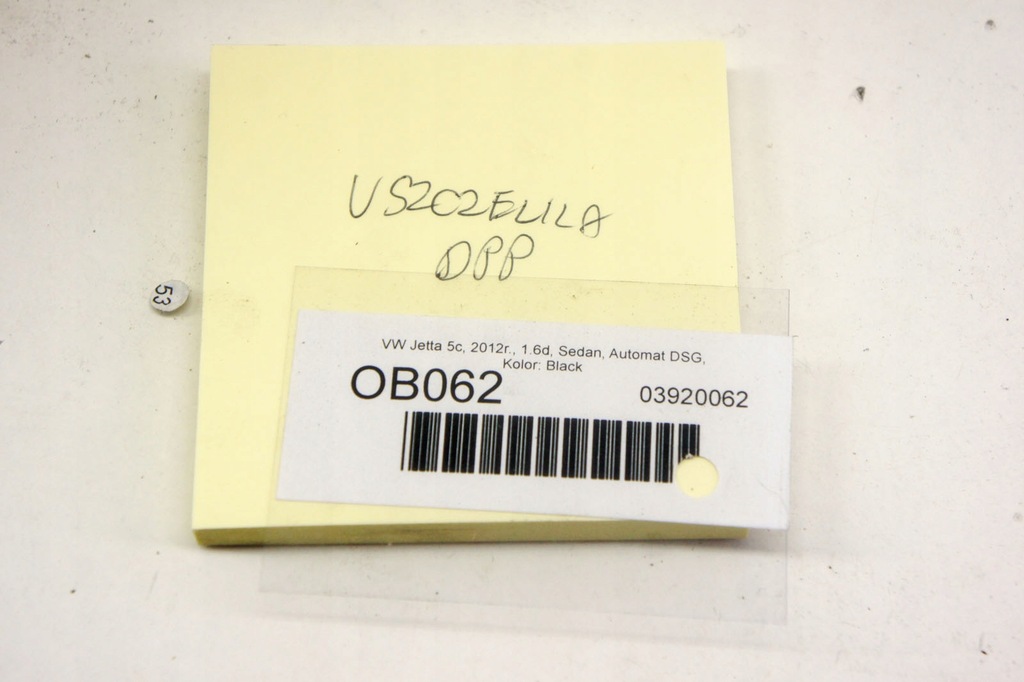 USZCZELKA
DPP
53
VW Jetta 5c, 2012r., 1.6d, Sedan, Automat DSG,
Kolor: Black
OB062
03920062